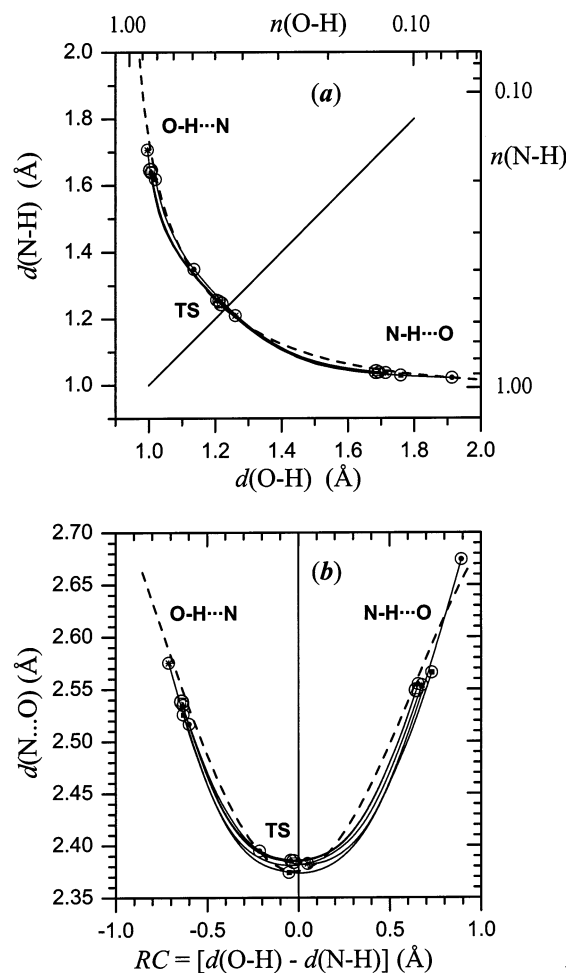 1.00 n(O-H) 0.10
2.0
(a)
0.10
O-H···N
1.8
n(N-H)
d(N-H) (Å)
1.6
1.4
TS
1.2
N-H···O
1.0
1.00
1.0 1.2 1.4 1.6 1.8 2.0
d(O-H) (Å)
2.70
(b)
2.65
O-H···N N-H···O
2.60
d(N...O) (Å)
2.55
2.50
2.45
TS
2.40
2.35
-1.0 -0.5 0.0 0.5 1.0
RC = [d(O-H) - d(N-H)] (Å)